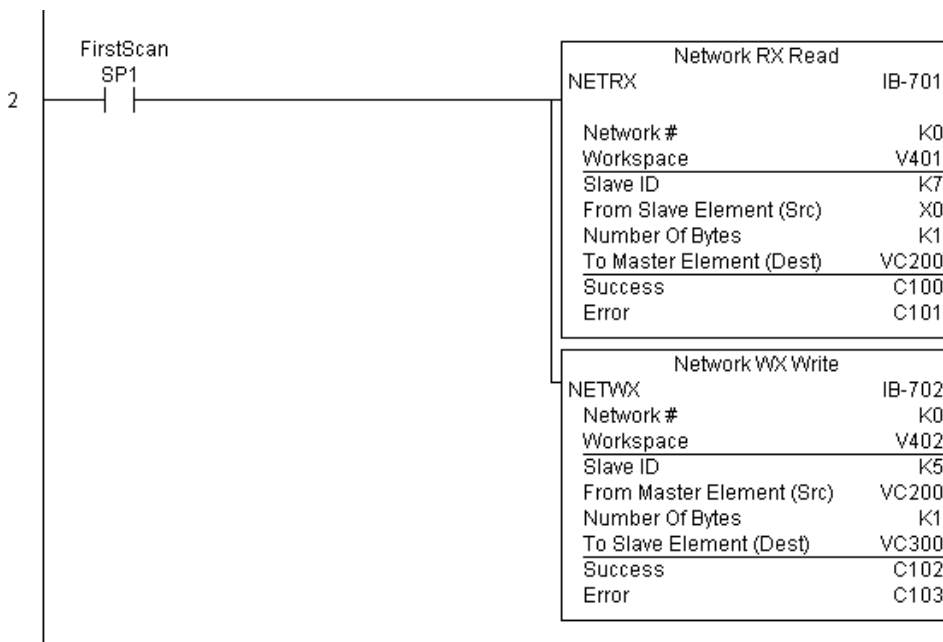 FirstScan
SP1
2
Network RX Read
NETRX IB-701
Network # K0
Workspace V401
Slave ID K7
From Slave Element (Src) X0
Number Of Bytes K1
To Master Element (Dest) VC200
Success C100
Error C101
Network WX Write
NETWX IB-702
Network # K0
Workspace V402
Slave ID K5
From Master Element (Src) VC200
Number Of Bytes K1
To Slave Element (Dest) VC300
Success C102
Error C103